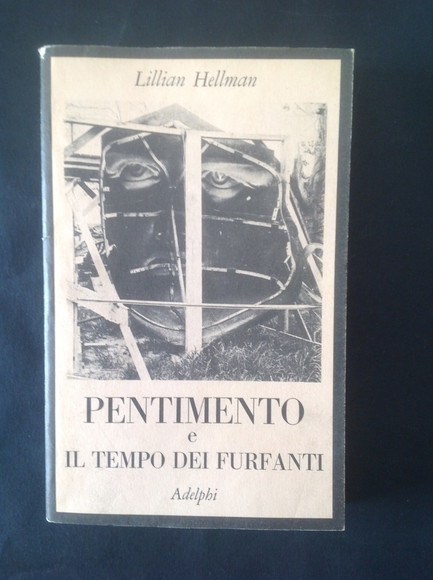 Lillian Hellman
PENTIMENTO
e
IL TEMPO DEI FURFANTI
Adelphi